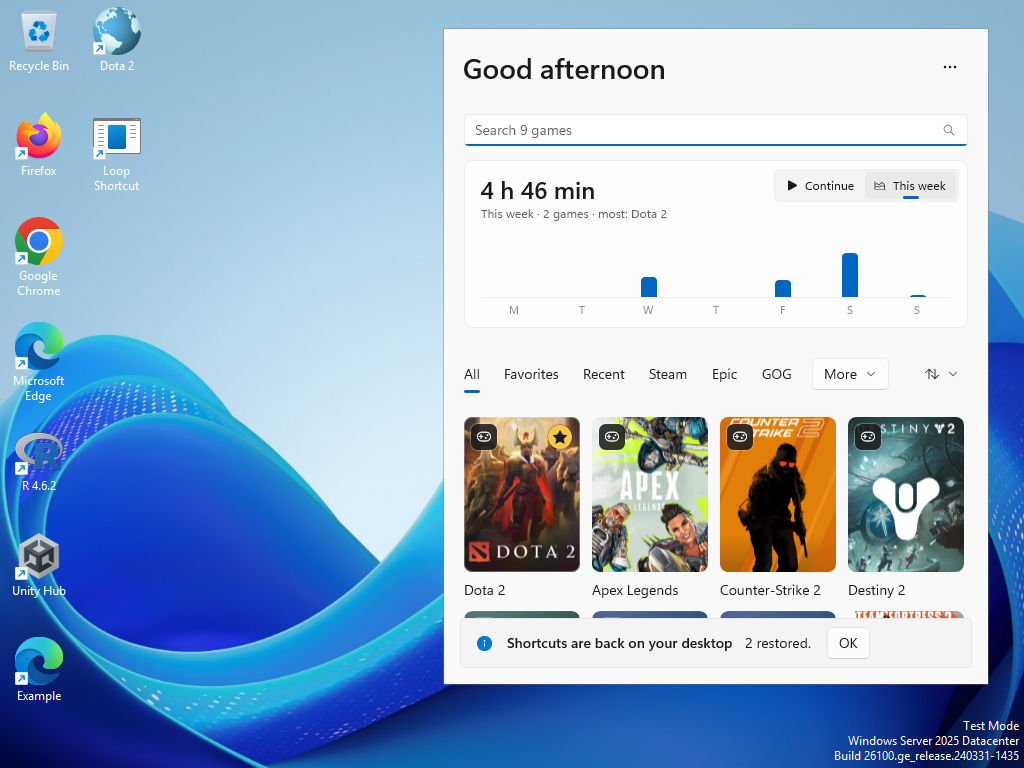 Recycle Bin
Dota 2
Firefox
Loop
Shortcut
Google
Chrome
Microsoft
Edge
R 4.6.2
Unity Hub
Example
Good afternoon
Search 9 games
4 h 46 min
This week · 2 games · most: Dota 2
Continue
This week
M T W T F S S
All Favorites Recent Steam Epic GOG More
DOTA 2
APEX
LEGENDS
COUNTER
STRIKE 2
DESTINY 2
Dota 2 Apex Legends Counter-Strike 2 Destiny 2
TEAM FORTRESS 2
Shortcuts are back on your desktop 2 restored. OK
Test Mode
Windows Server 2025 Datacenter
Build 26100.ge_release.240331-1435